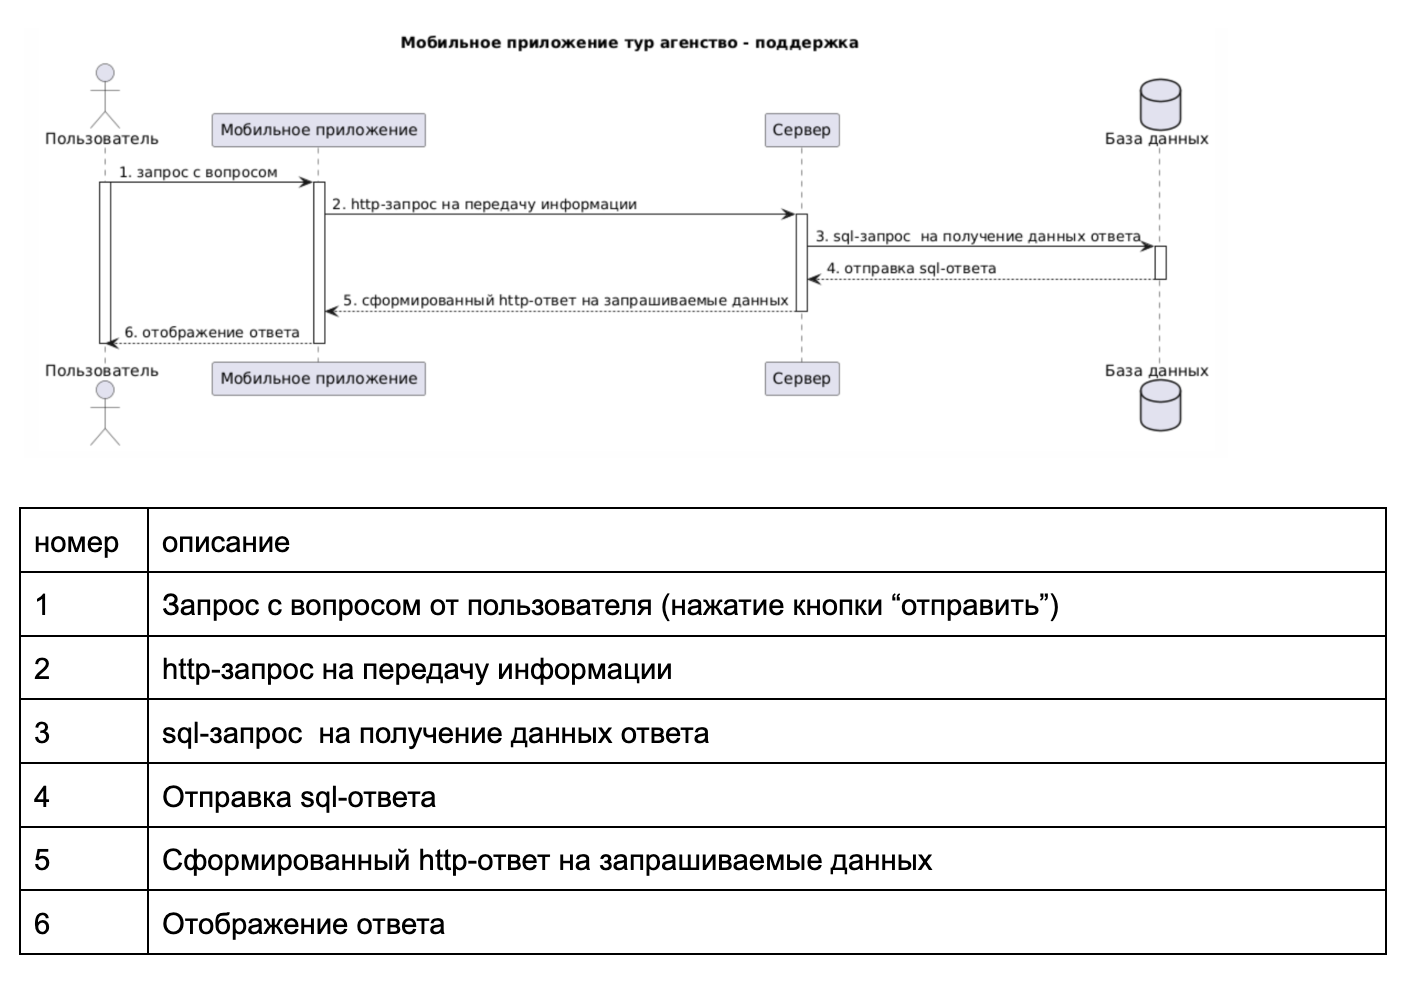 Мобильное приложение тур агенство - поддержка
Пользователь
Мобильное приложение
Сервер
База данных
1. запрос с вопросом
2. http-запрос на передачу информации
3. sql-запрос  на получение данных ответа
4. отправка sql-ответа
5. сформированный http-ответ на запрашиваемые данных
6. отображение ответа
Пользователь
Мобильное приложение
Сервер
База данных
номер описание
1 Запрос с вопросом от пользователя (нажатие кнопки “отправить”)
2 http-запрос на передачу информации
3 sql-запрос  на получение данных ответа
4 Отправка sql-ответа
5 Сформированный http-ответ на запрашиваемые данных
6 Отображение ответа